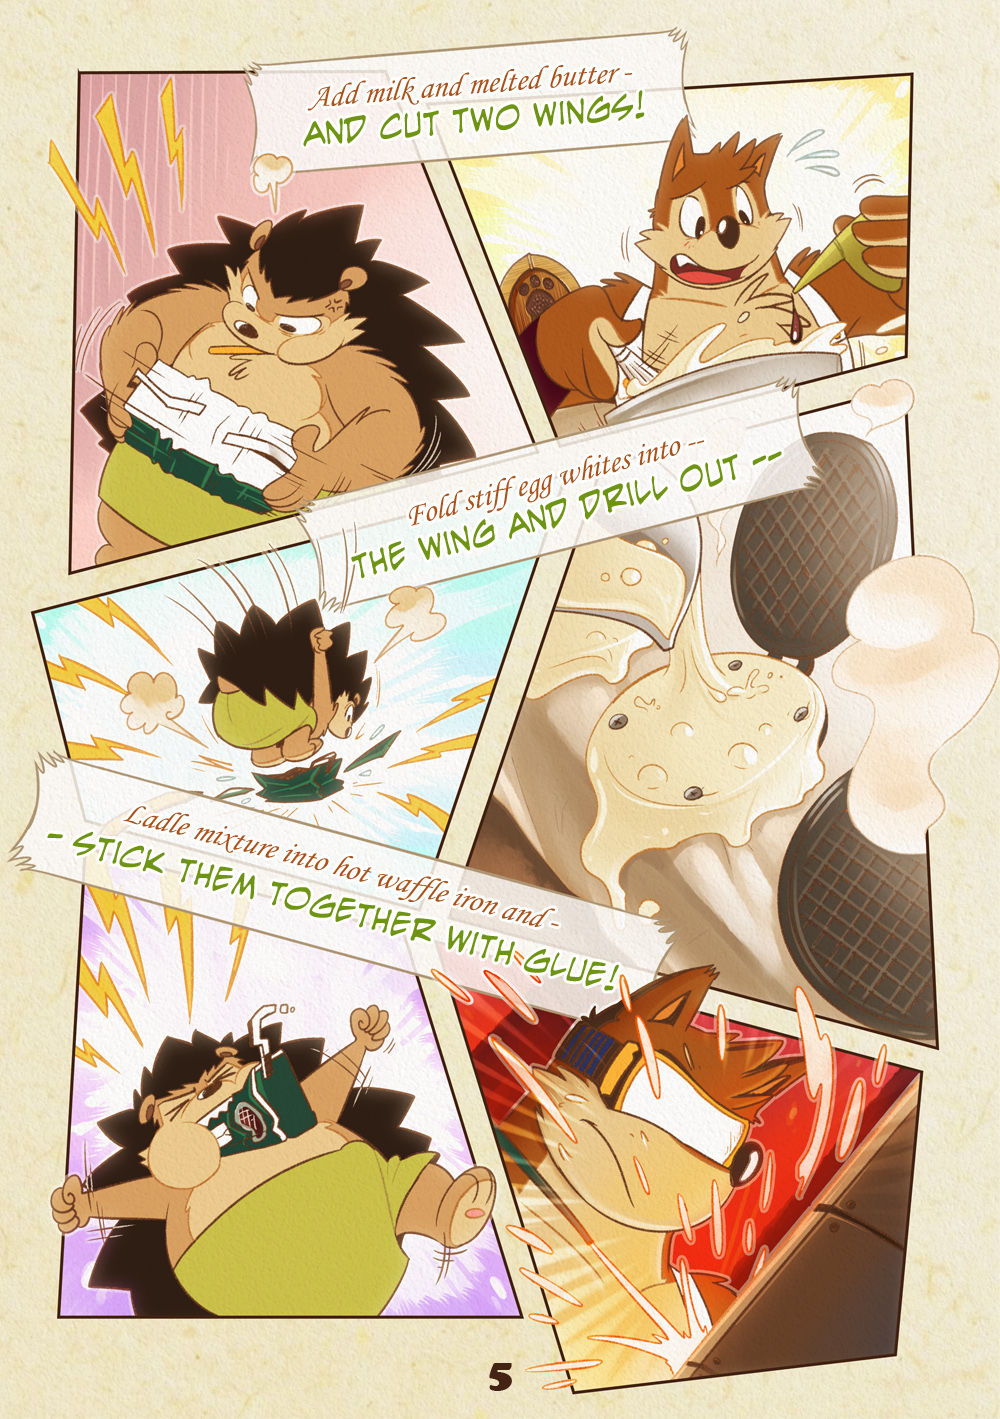 Add milk and melted butter -
AND CUT TWO WINGS!
Fold stiff egg whites into --
THE WING AND DRILL OUT --
Ladle mixture into hot waffle iron and -
- STICK THEM TOGETHER WITH GLUE!
5